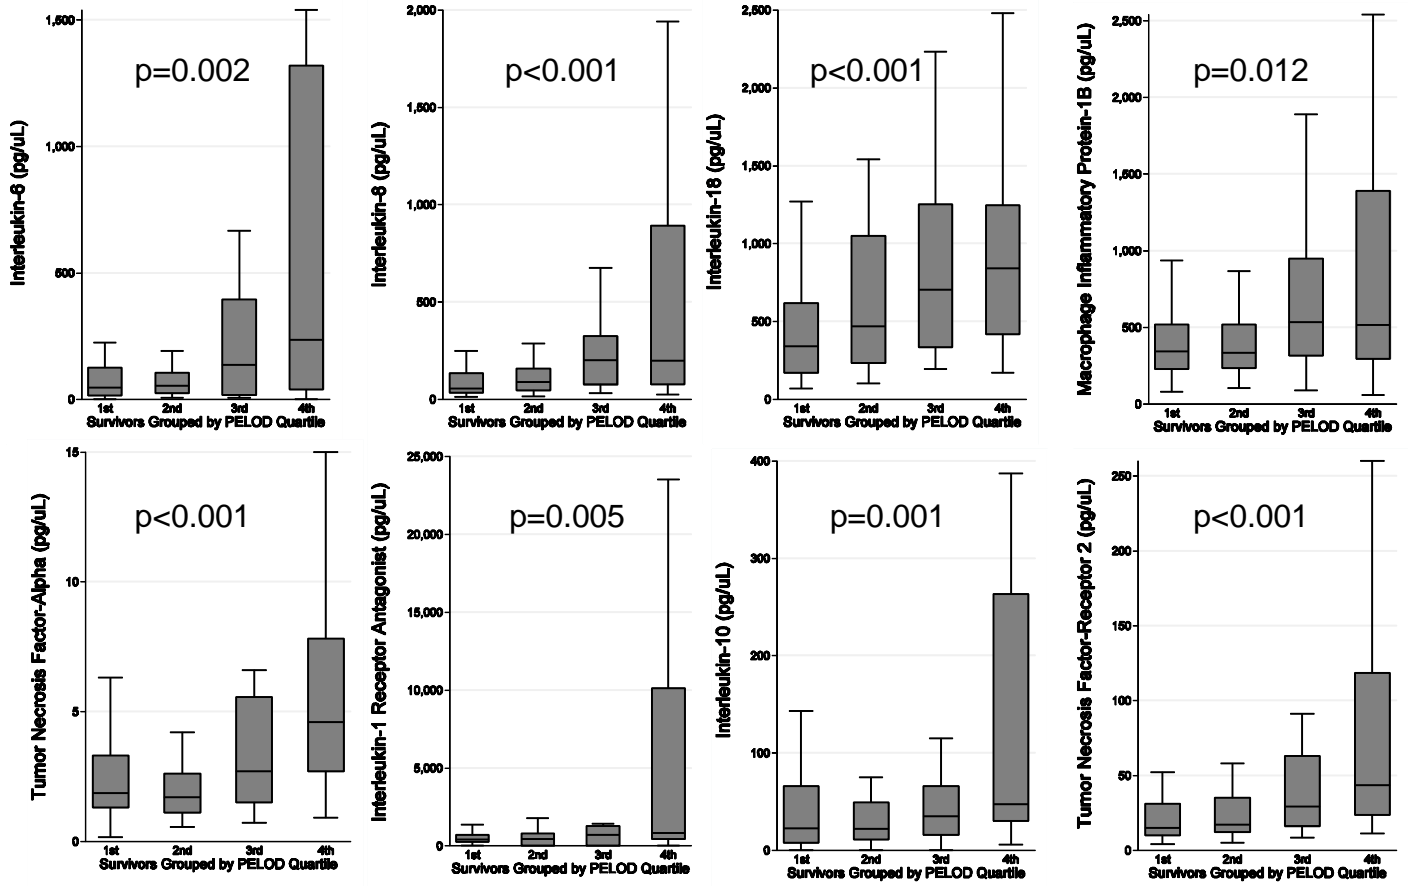 Interleukin-6 (pg/uL)
1,500
1,000
500
0
p=0.002
1st 2nd 3rd 4th
Survivors Grouped by PELOD Quartile
Interleukin-8 (pg/uL)
2,000
1,500
1,000
500
0
p<0.001
1st 2nd 3rd 4th
Survivors Grouped by PELOD Quartile
Interleukin-18 (pg/uL)
2,500
2,000
1,500
1,000
500
0
p<0.001
1st 2nd 3rd 4th
Survivors Grouped by PELOD Quartile
Macrophage Inflammatory Protein-1B (pg/uL)
2,500
2,000
1,500
1,000
500
0
p=0.012
1st 2nd 3rd 4th
Survivors Grouped by PELOD Quartile
Tumor Necrosis Factor-Alpha (pg/uL)
15
10
5
0
p<0.001
1st 2nd 3rd 4th
Survivors Grouped by PELOD Quartile
Interleukin-1 Receptor Antagonist (pg/uL)
25,000
20,000
15,000
10,000
5,000
0
p=0.005
1st 2nd 3rd 4th
Survivors Grouped by PELOD Quartile
Interleukin-10 (pg/uL)
400
300
200
100
0
p=0.001
1st 2nd 3rd 4th
Survivors Grouped by PELOD Quartile
Tumor Necrosis Factor-Receptor 2 (pg/uL)
250
200
150
100
50
0
p<0.001
1st 2nd 3rd 4th
Survivors Grouped by PELOD Quartile